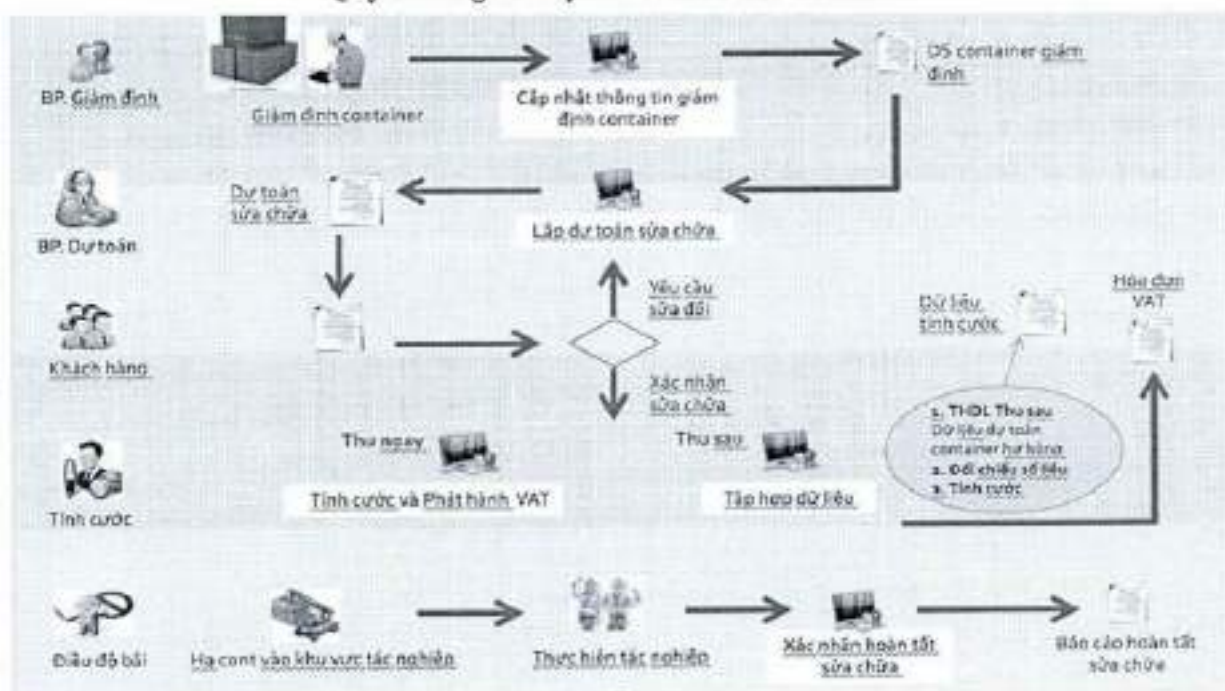 BP. Giám định
Giám định container
Cập nhật thông tin giám
định container
DS container giám
định
BP. Dự toán
Dự toán
sửa chữa
Lập dự toán sửa chữa
Khách hàng
Yêu cầu
sửa đổi
Xác nhận
sửa chữa
Dữ liệu
tính cước
Hóa đơn
VAT
Tính cước
Thu ngay
Tính cước và Phát hành VAT
Thu sau
Tập hợp dữ liệu
1. THDL Thu sau
Dữ liệu dự toán
container hư hỏng
2. Đối chiếu số liệu
3. Tính cước
Điều độ bãi
Hạ cont vào khu vực tác nghiệp
Thực hiện tác nghiệp
Xác nhận hoàn tất
sửa chữa
Báo cáo hoàn tất
sửa chữa